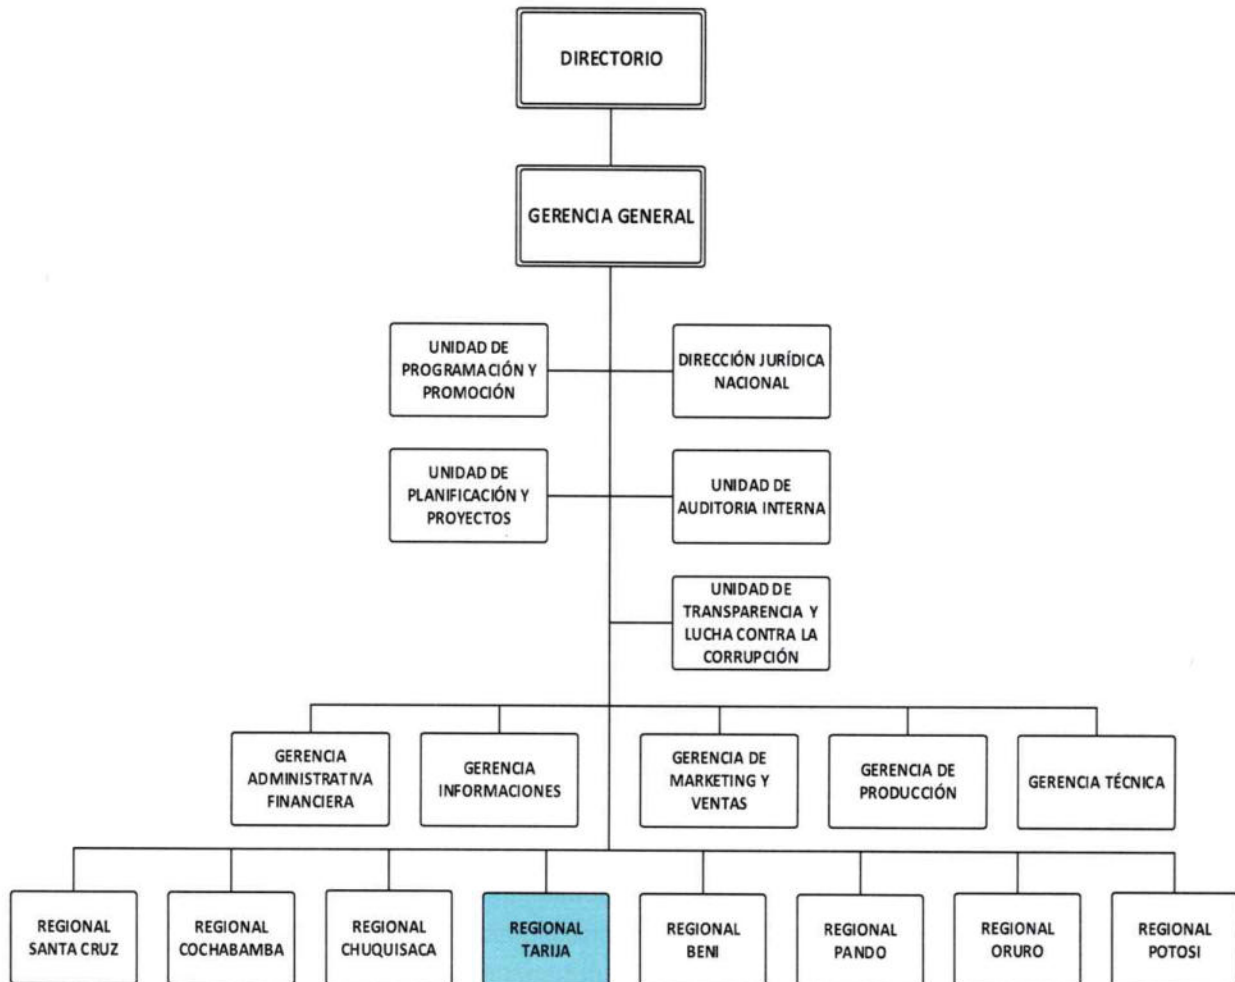 DIRECTORIO
GERENCIA GENERAL
UNIDAD DE
PROGRAMACIÓN Y
PROMOCIÓN
DIRECCIÓN JURÍDICA
NACIONAL
UNIDAD DE
PLANIFICACIÓN Y
PROYECTOS
UNIDAD DE
AUDITORIA INTERNA
UNIDAD DE
TRANSPARENCIA Y
LUCHA CONTRA LA
CORRUPCIÓN
GERENCIA
ADMINISTRATIVA
FINANCIERA
GERENCIA
INFORMACIONES
GERENCIA DE
MARKETING Y
VENTAS
GERENCIA DE
PRODUCCIÓN
GERENCIA TÉCNICA
REGIONAL
SANTA CRUZ
REGIONAL
COCHABAMBA
REGIONAL
CHUQUISACA
REGIONAL
TARIJA
REGIONAL
BENI
REGIONAL
PANDO
REGIONAL
ORURO
REGIONAL
POTOSI